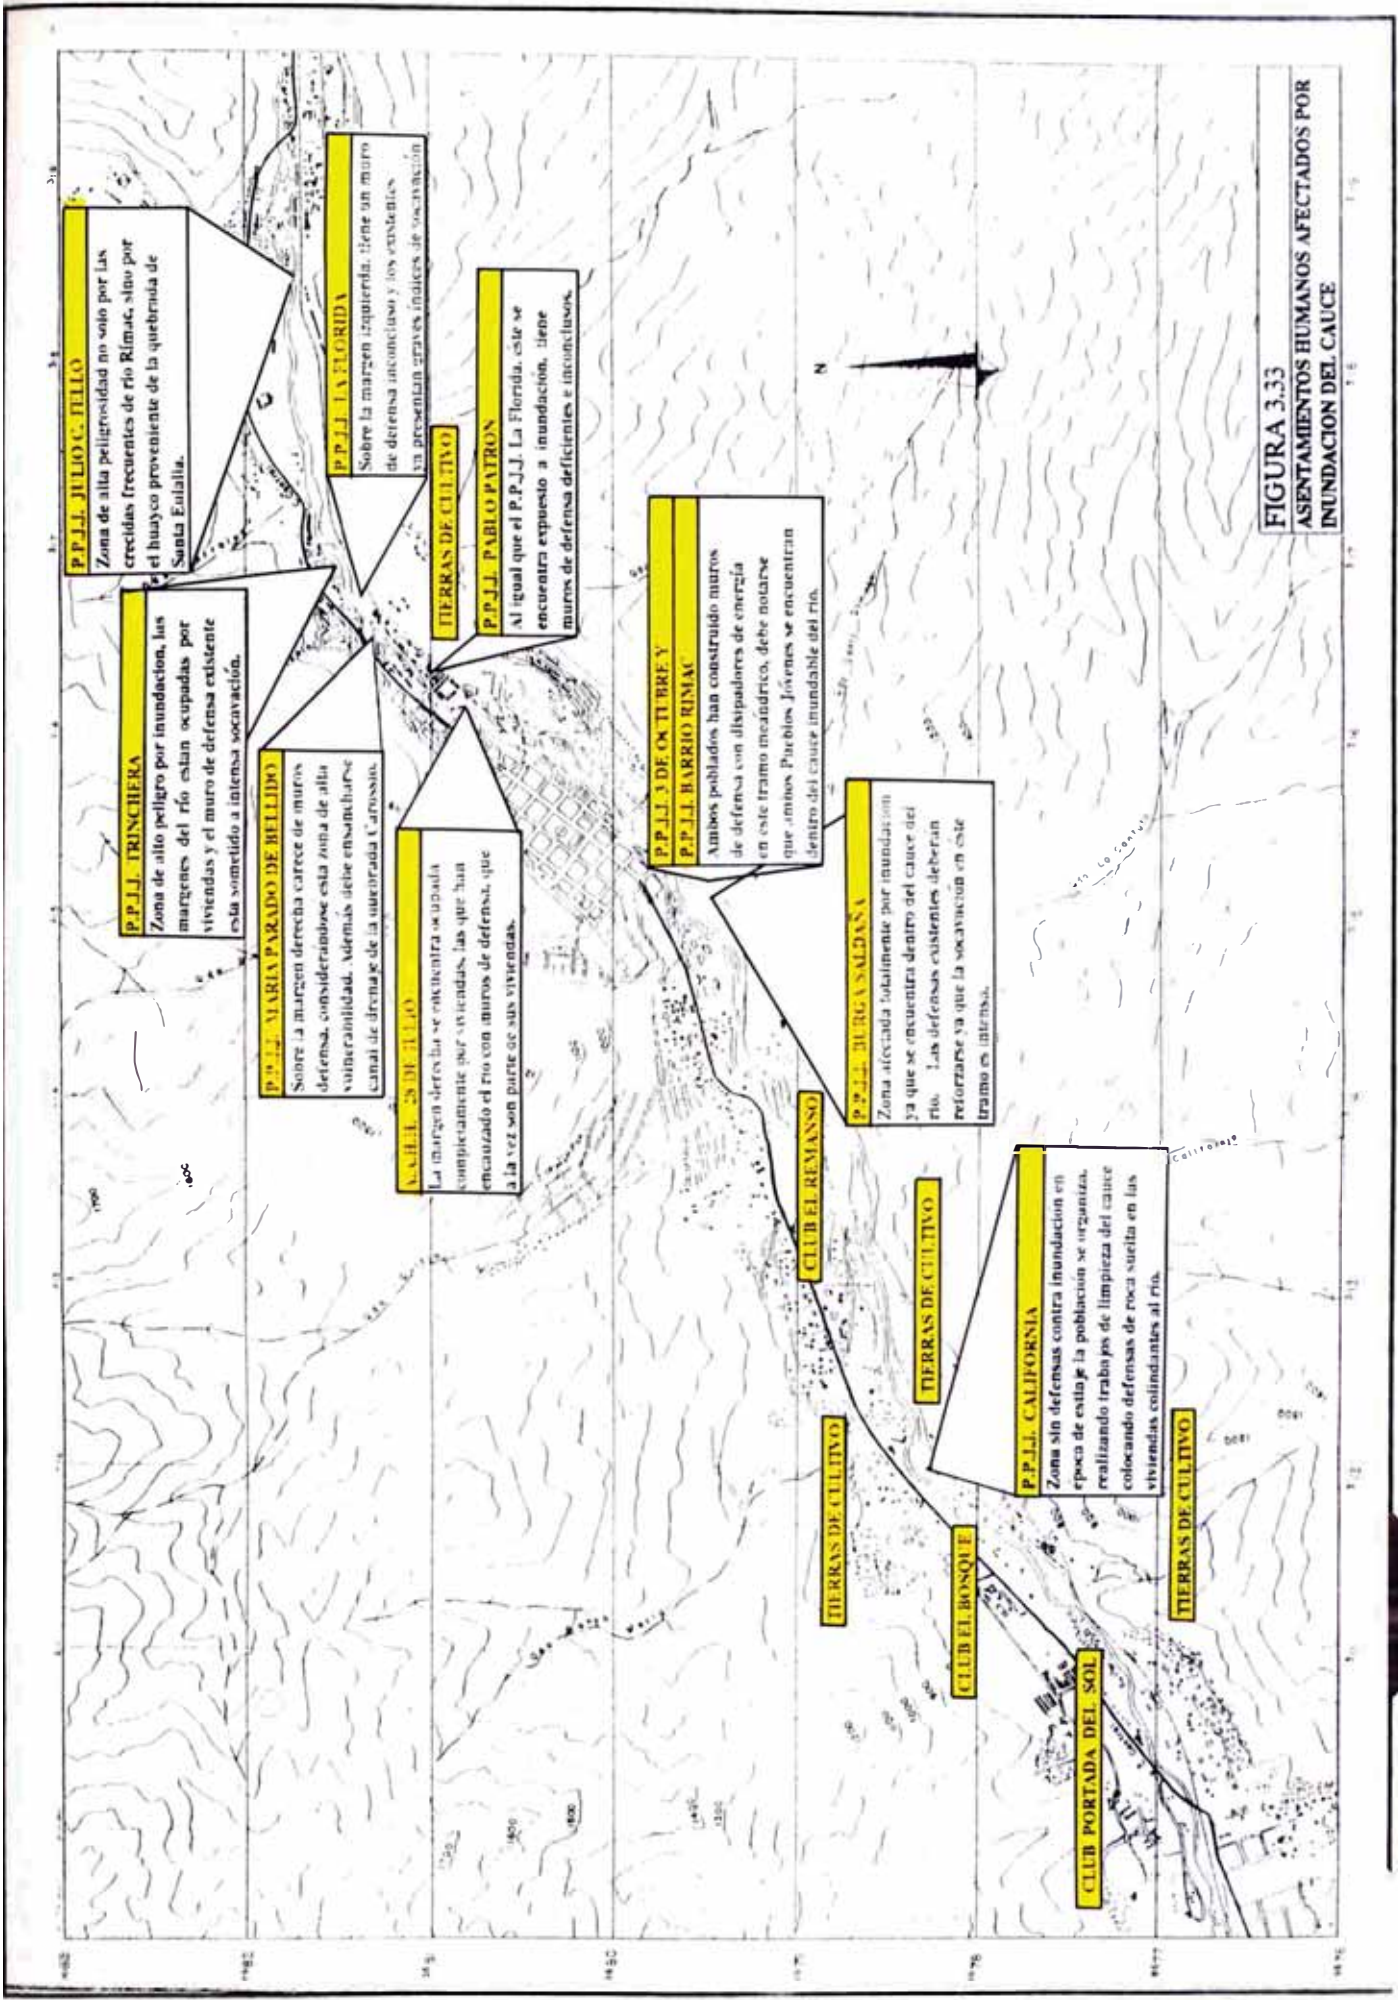 P.P.J.J. JULIO C. TELLO
Zona de alta peligrosidad no solo por las
crecidas frecuentes de río Rímac, sino por
el huayco proveniente de la quebrada de
Santa Eulalia.
P.P.J.J. TRINCHERA
Zona de alto peligro por inundacion, las
margenes del río estan ocupadas por
viviendas y el muro de defensa existente
esta sometido a intensa socavación.
P.P.J.J. LA FLORIDA
Sobre la margen izquierda, tiene un muro
de defensa inconcluso y los existentes
ya presentan graves índices de socavación
P.P.J.J. MARIA PARADO DE BELLIDO
Sobre la margen derecha carece de muros
defensa, considerandose esta zona de alta
vulnerabilidad. Además debe ensancharse
canal de drenaje de la quebrada Carossio.
TIERRAS DE CULTIVO
P.P.J.J. PABLO PATRON
Al igual que el P.P.J.J. La Florida, este se
encuentra expuesto a inundación, tiene
muros de defensa deficientes e inconclusos.
A.H.H. 28 DE JULIO
La margen derecha se encuentra ocupada
completamente por viviendas, las que han
encauzado el rio con muros de defensa, que
a la vez son parte de sus viviendas.
P.P.J.J. 3 DE OCTUBRE Y
P.P.J.J. BARRIO RIMAC
Ambos poblados han construido muros
de defensa con disipadores de energía
en este tramo meándrico, debe notarse
que ambos Pueblos Jóvenes se encuentran
dentro del cauce inundable del río.
P.P.J.J. BURGA SALDAÑA
Zona afectada totalmente por inundacion
ya que se encuentra dentro del cauce del
río. Las defensas existentes deberan
reforzarse ya que la socavación en este
tramo es intensa.
CLUB EL REMANSO
TIERRAS DE CULTIVO
P.P.J.J. CALIFORNIA
Zona sin defensas contra inundacion en
epoca de estiaje la población se organiza,
realizando trabajos de limpieza del cauce
colocando defensas de roca suelta en las
viviendas colindantes al río.
TIERRAS DE CULTIVO
CLUB EL BOSQUE
TIERRAS DE CULTIVO
CLUB PORTADA DEL SOL
N
California
FIGURA 3.33
ASENTAMIENTOS HUMANOS AFECTADOS POR
INUNDACION DEL CAUCE